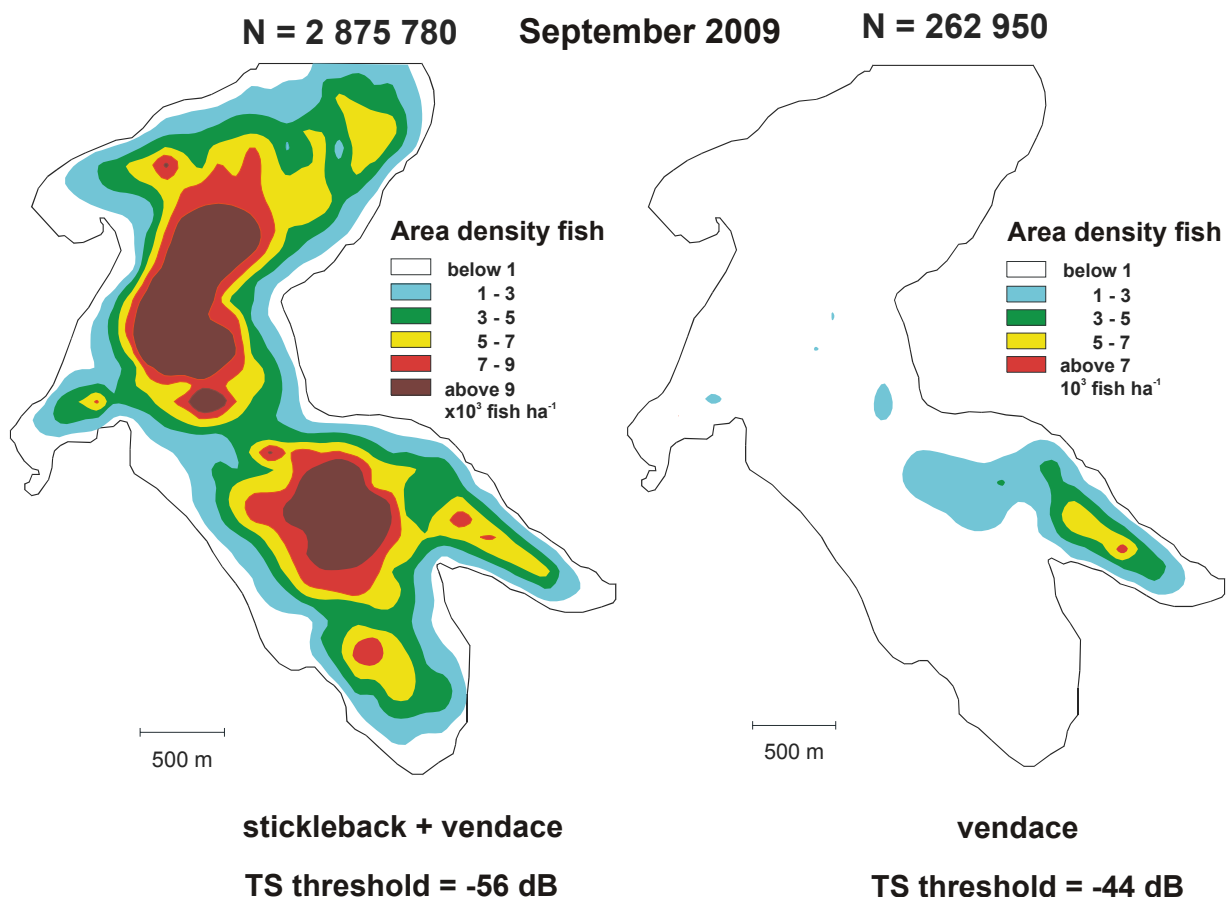 N = 2 875 780 September 2009 N = 262 950
Area density fish
below 1
1 - 3
3 - 5
5 - 7
7 - 9
above 9
x10³ fish ha⁻¹
500 m
stickleback + vendace
TS threshold = -56 dB
Area density fish
below 1
1 - 3
3 - 5
5 - 7
above 7
10³ fish ha⁻¹
500 m
vendace
TS threshold = -44 dB